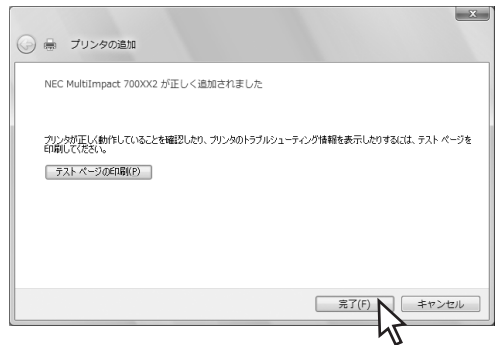 プリンタの追加
NEC MultiImpact 700XX2 が正しく追加されました
プリンタが正しく動作していることを確認したり、プリンタのトラブルシューティング情報を表示したりするには、テスト ページを
印刷してください。
テスト ページの印刷(P)
完了(F)
キャンセル